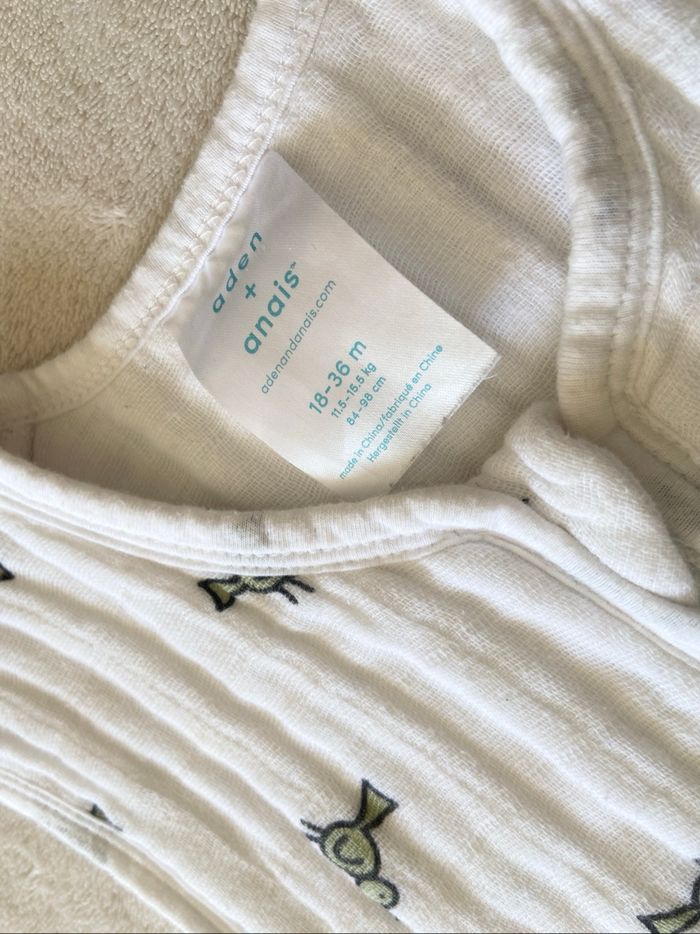 aden
+
anais™
adenandanais.com
18-36 m
11.5-15.5 kg
84-98 cm
made in China/fabriqué en Chine
Hergestellt in China